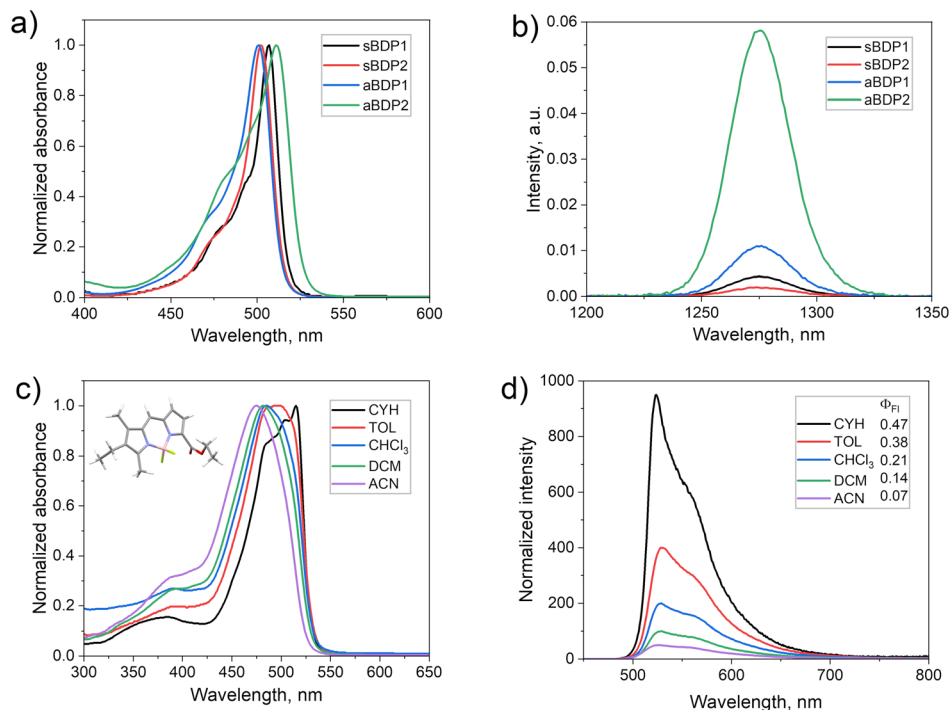 a)
Normalized absorbance
1.0
0.8
0.6
0.4
0.2
0.0
400 450 500 550 600
Wavelength, nm
sBDP1
sBDP2
aBDP1
aBDP2
b)
Intensity, a.u.
0.06
0.05
0.04
0.03
0.02
0.01
0.00
1200 1250 1300 1350
Wavelength, nm
sBDP1
sBDP2
aBDP1
aBDP2
c)
Normalized absorbance
1.0
0.8
0.6
0.4
0.2
0.0
300 350 400 450 500 550 600 650
Wavelength, nm
CYH
TOL
CHCl₃
DCM
ACN
d)
Normalized intensity
1000
800
600
400
200
0
500 600 700 800
Wavelength, nm
Φ_Fl
CYH 0.47
TOL 0.38
CHCl₃ 0.21
DCM 0.14
ACN 0.07